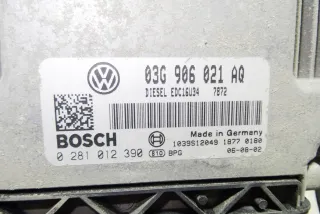 03G 906 021 AQ
DIESEL EDC16U34 7872
BOSCH
Made in Germany
1039S12049 1877 0180
0 281 012 390
E10 BPG
06-08-02